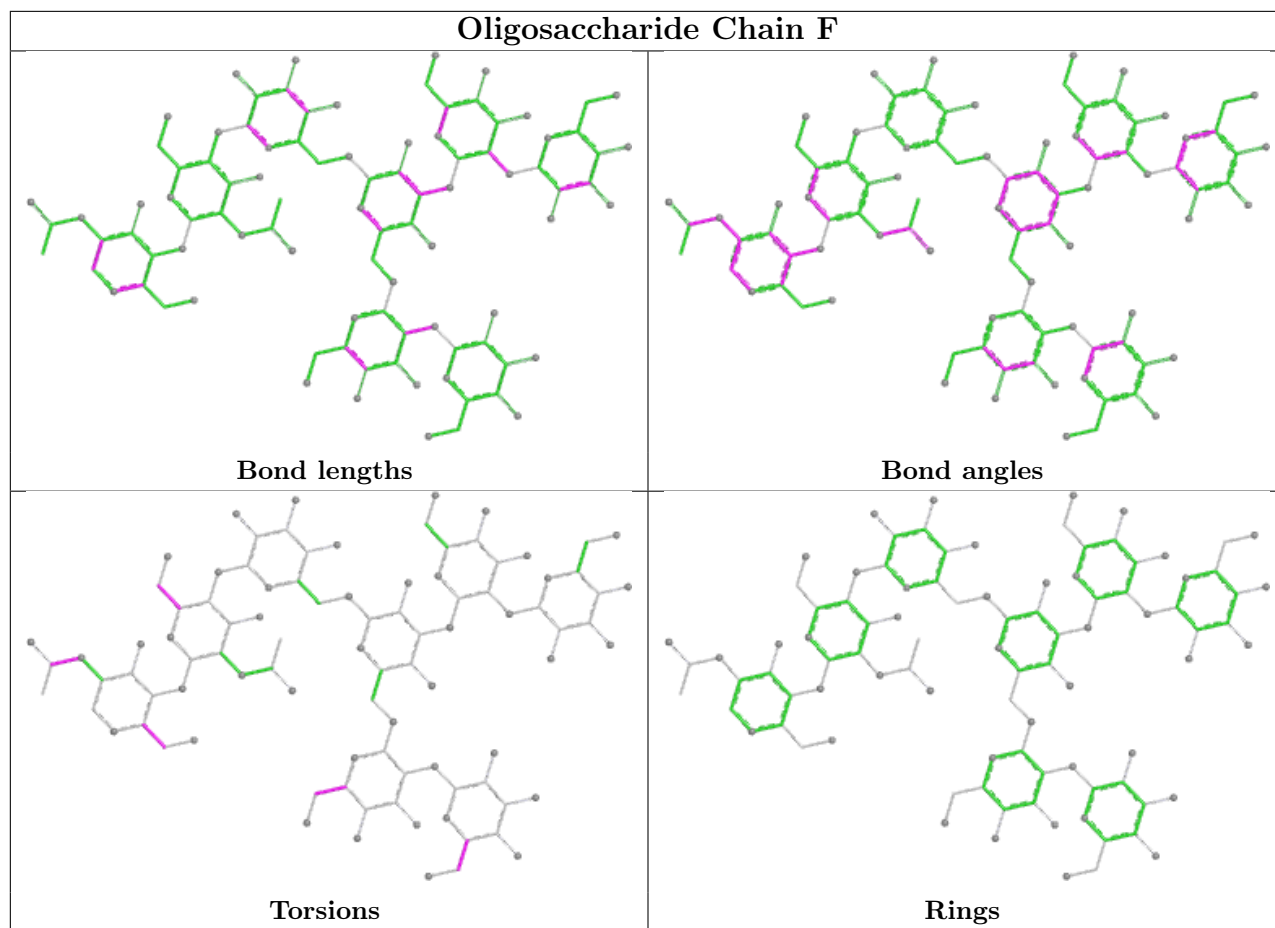 Oligosaccharide Chain F
Bond lengths
Bond angles
Torsions
Rings